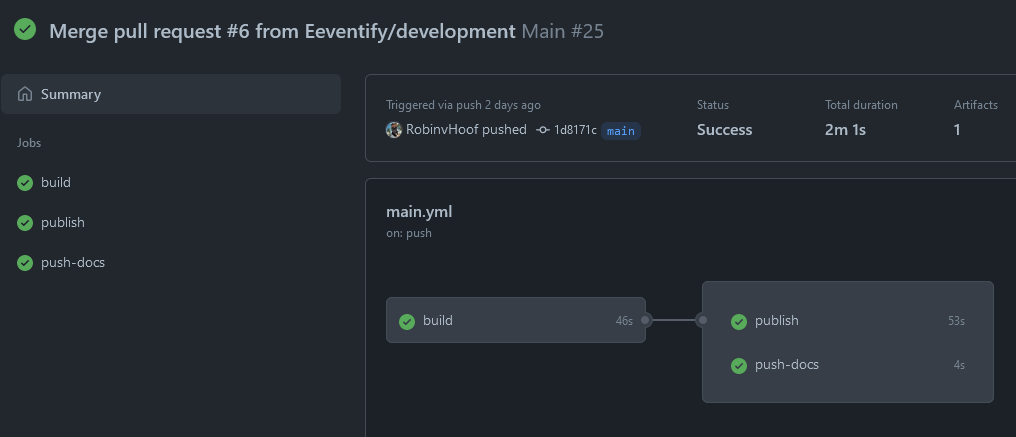 Merge pull request #6 from Eeventify/development Main #25
Summary
Jobs
build
publish
push-docs
Triggered via push 2 days ago
RobinvHoof pushed 1d8171c main
Status
Success
Total duration
2m 1s
Artifacts
1
main.yml
on: push
build 46s
publish 53s
push-docs 4s